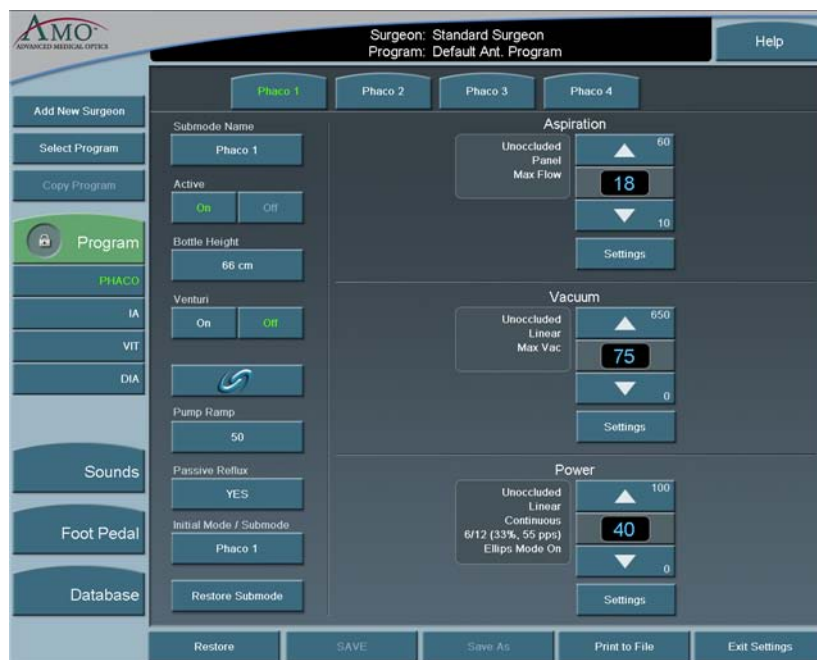 AMO
ADVANCED MEDICAL OPTICS
Surgeon: Standard Surgeon
Program: Default Ant. Program
Help
Add New Surgeon
Select Program
Copy Program
Program
PHACO
IA
VIT
DIA
Sounds
Foot Pedal
Database
Phaco 1
Phaco 2
Phaco 3
Phaco 4
Submode Name
Phaco 1
Active
On
Off
Bottle Height
66 cm
Venturi
On
Off
Pump Ramp
50
Passive Reflux
YES
Initial Mode / Submode
Phaco 1
Restore Submode
Aspiration
Unoccluded
Panel
Max Flow
60
18
10
Settings
Vacuum
Unoccluded
Linear
Max Vac
650
75
0
Settings
Power
Unoccluded
Linear
Continuous
6/12 (33%, 55 pps)
Ellips Mode On
100
40
0
Settings
Restore
SAVE
Save As
Print to File
Exit Settings